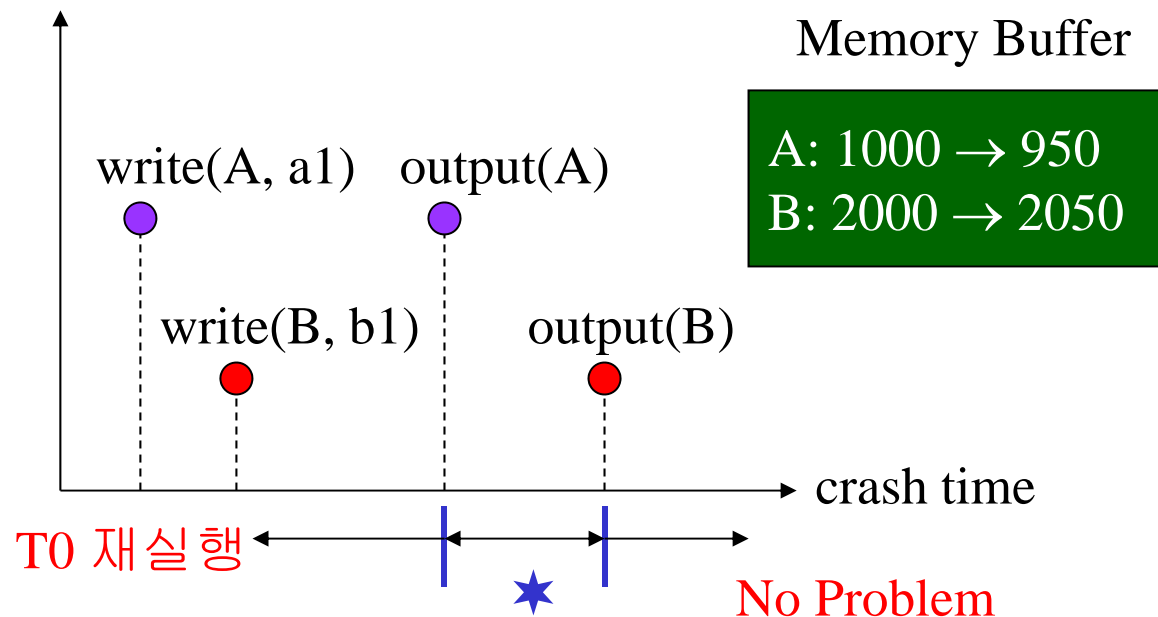 Memory Buffer
A: 1000 → 950
B: 2000 → 2050
write(A, a1)
output(A)
write(B, b1)
output(B)
crash time
T0 재실행
No Problem